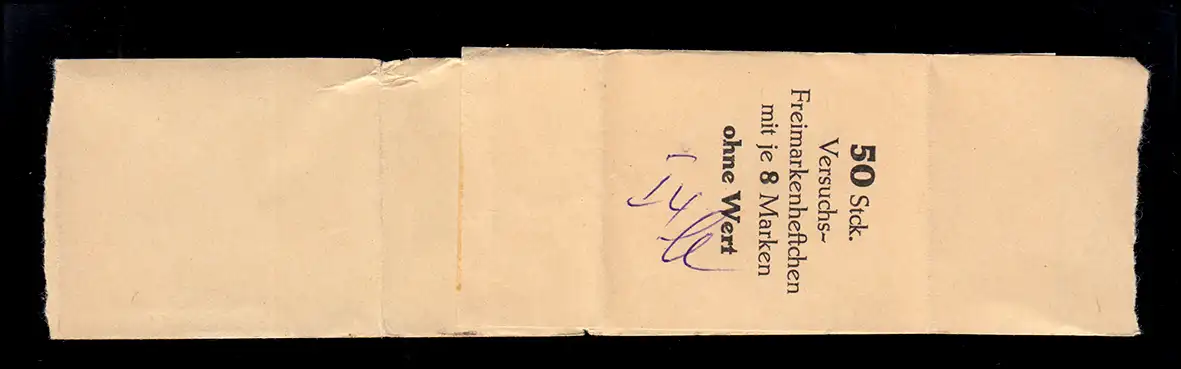 50 Stck.
Versuchs-
Freimarkenheftchen
mit je 8 Marken
ohne Wert